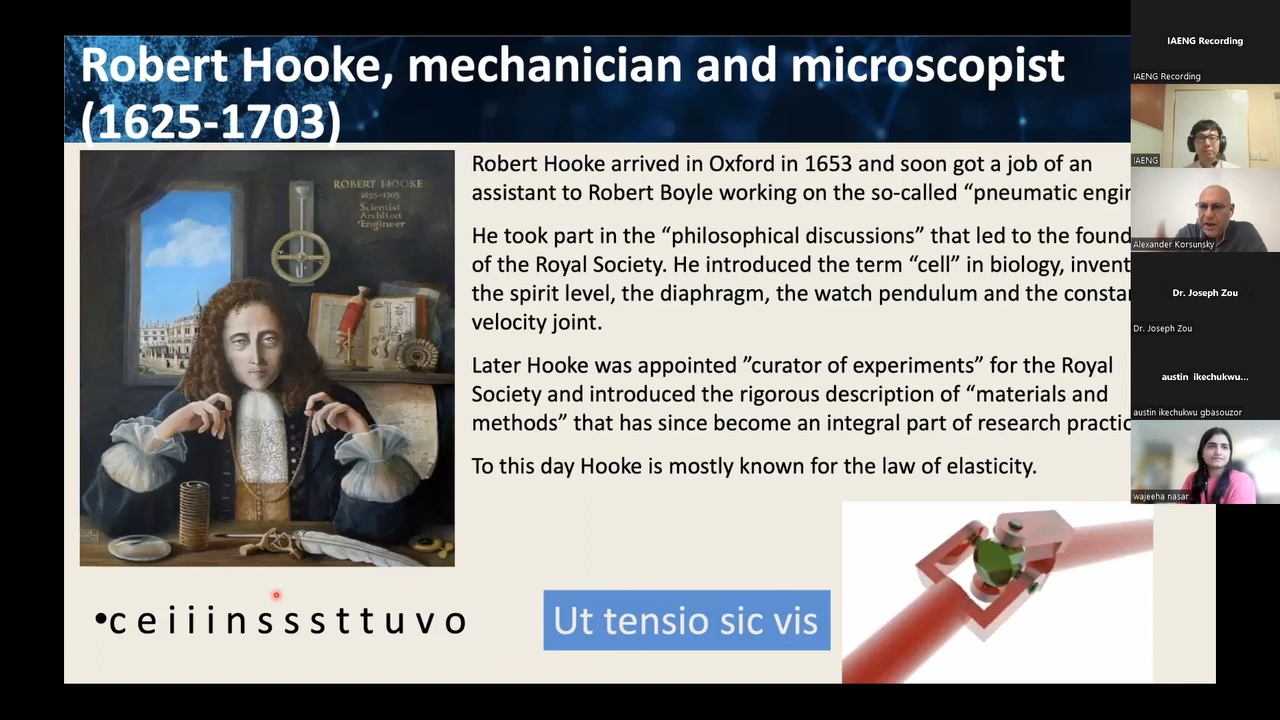 Robert Hooke, mechanician and microscopist
(1625-1703)
ROBERT HOOKE
1635-1703
Scientist
Architect
Engineer
Robert Hooke arrived in Oxford in 1653 and soon got a job of an
assistant to Robert Boyle working on the so-called “pneumatic engin
He took part in the “philosophical discussions” that led to the found
of the Royal Society. He introduced the term “cell” in biology, invent
the spirit level, the diaphragm, the watch pendulum and the constan
velocity joint.
Later Hooke was appointed ”curator of experiments” for the Royal
Society and introduced the rigorous description of “materials and
methods” that has since become an integral part of research practic
To this day Hooke is mostly known for the law of elasticity.
•c e i i i n s s s t t u v o
Ut tensio sic vis
IAENG Recording
IAENG Recording
IAENG
Alexander Korsunsky
Dr. Joseph Zou
Dr. Joseph Zou
austin ikechukwu...
austin ikechukwu gbasouzor
wajeeha nasar